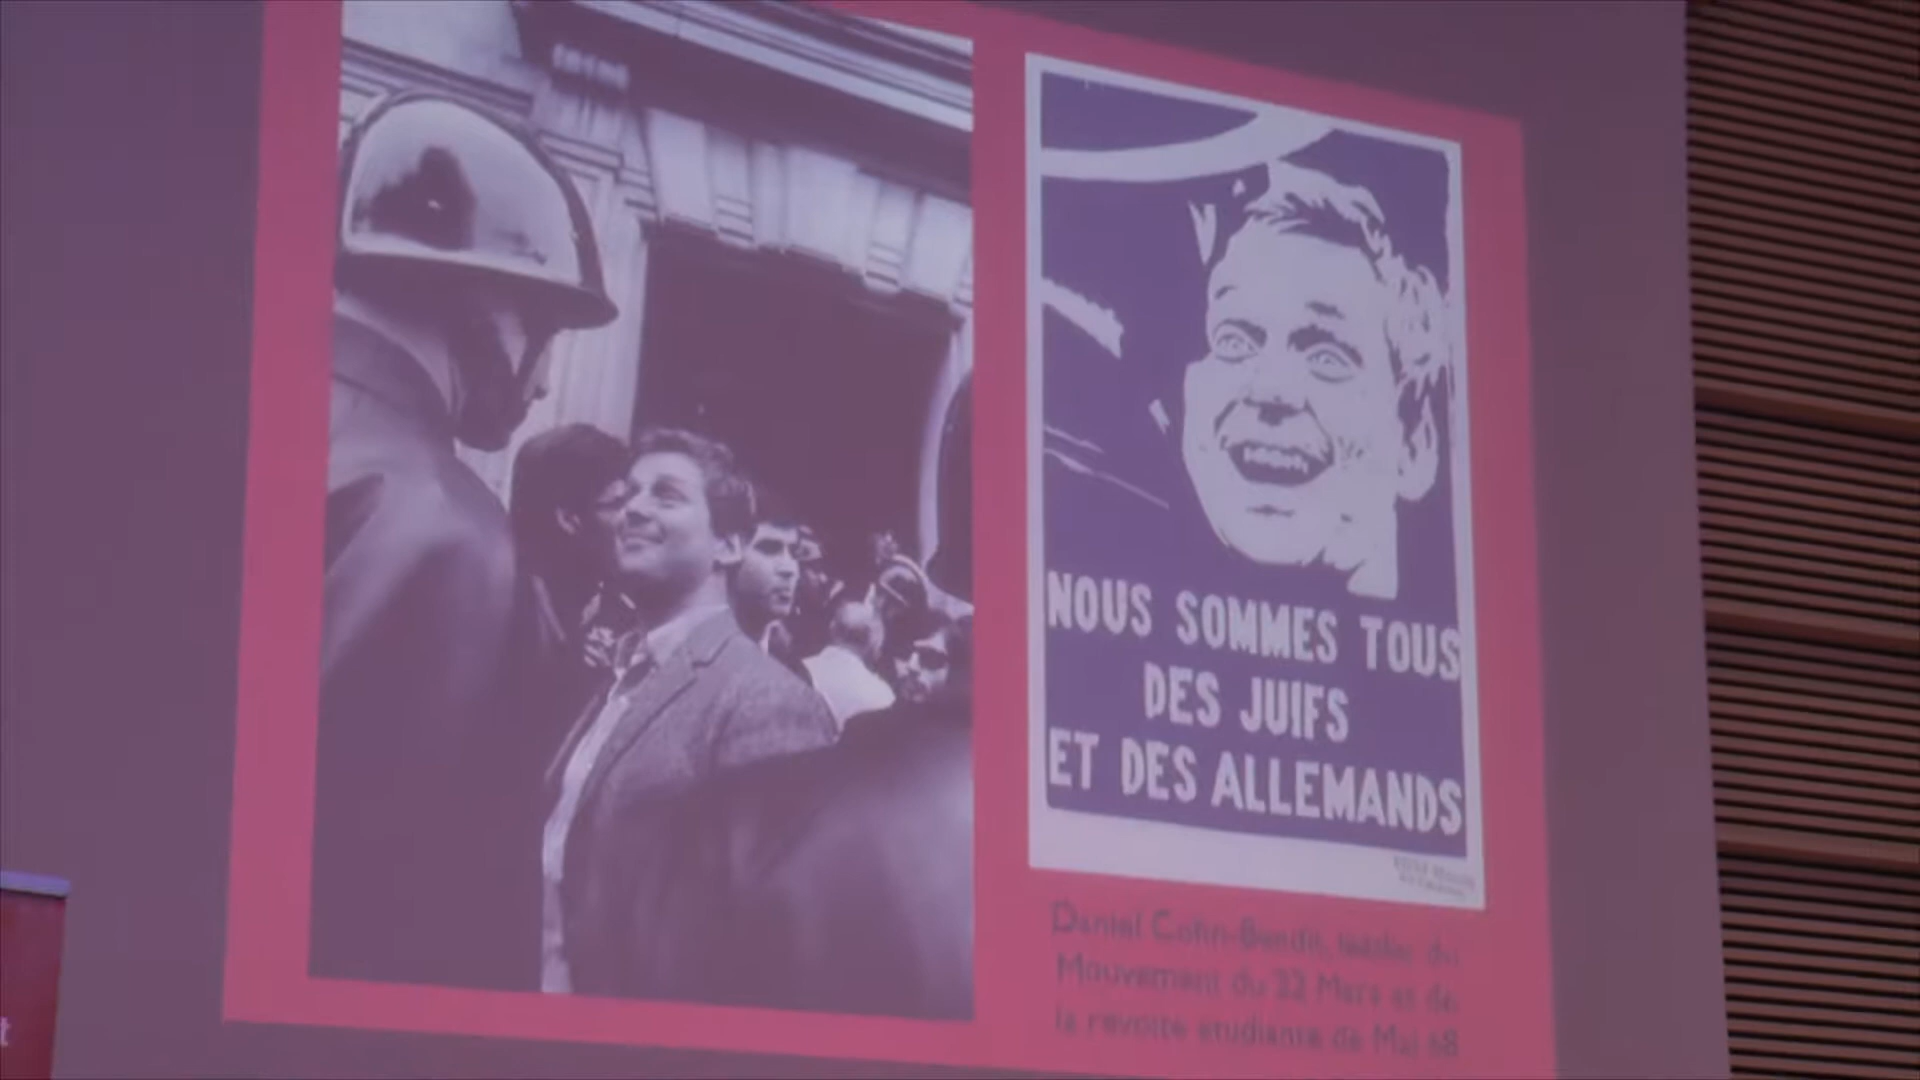 NOUS SOMMES TOUS
DES JUIFS
ET DES ALLEMANDS
Daniel Cohn-Bendit, leader du
Mouvement du 22 Mars et de
la révolte étudiante de Mai 68
t